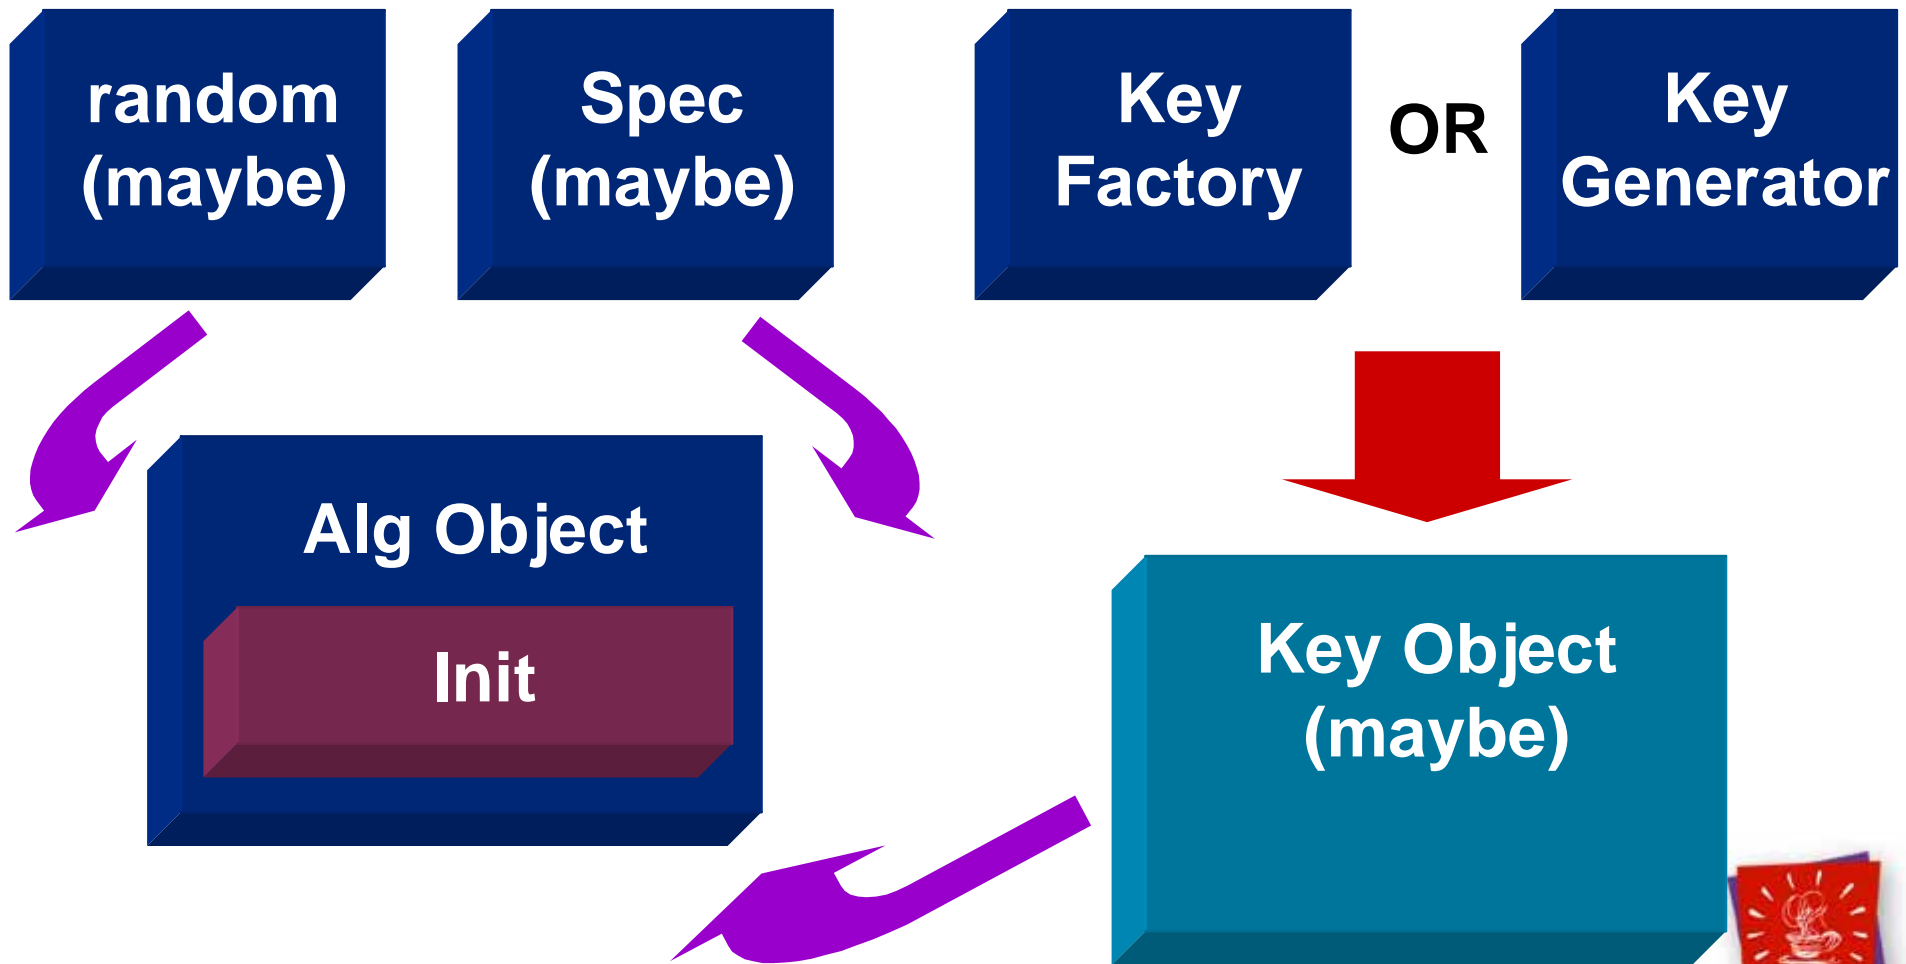 random
(maybe)
Spec
(maybe)
Key
Factory
OR
Key
Generator
Alg Object
Init
Key Object
(maybe)